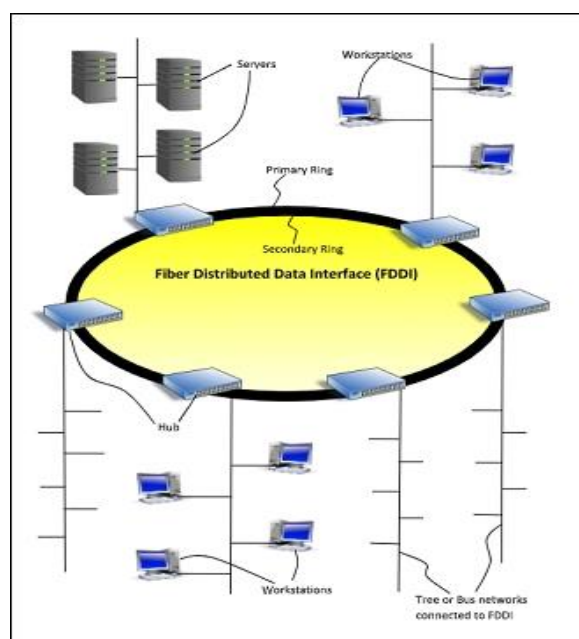 Servers
Workstations
Primary Ring
Secondary Ring
Fiber Distributed Data Interface (FDDI)
Hub
Workstations
Tree or Bus networks
connected to FDDI